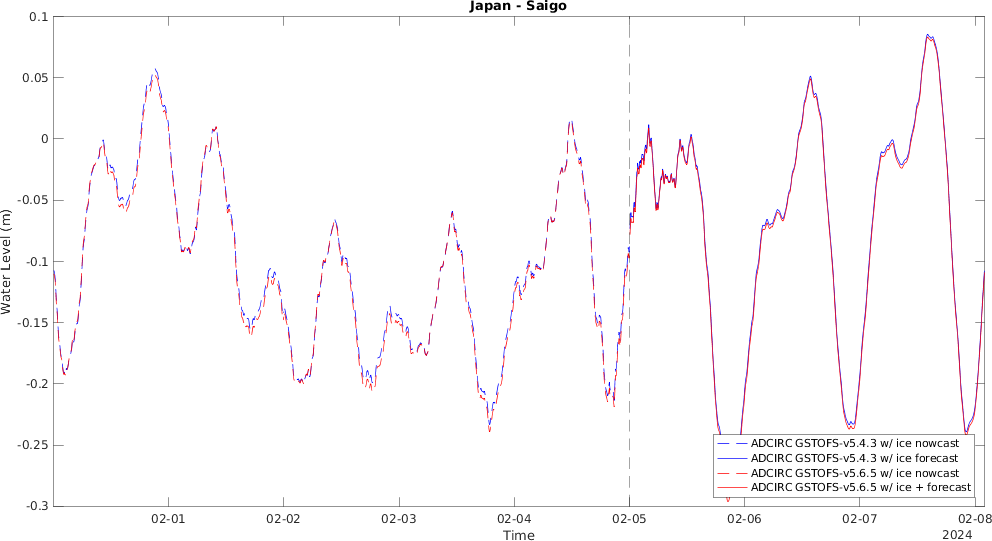 Japan - Saigo
0.1
0.05
0
-0.05
-0.1
-0.15
-0.2
-0.25
-0.3
Water Level (m)
ADCIRC GSTOFS-v5.4.3 w/ ice nowcast
ADCIRC GSTOFS-v5.4.3 w/ ice forecast
ADCIRC GSTOFS-v5.6.5 w/ ice nowcast
ADCIRC GSTOFS-v5.6.5 w/ ice + forecast
02-01 02-02 02-03 02-04 02-05 02-06 02-07 02-08
Time
2024